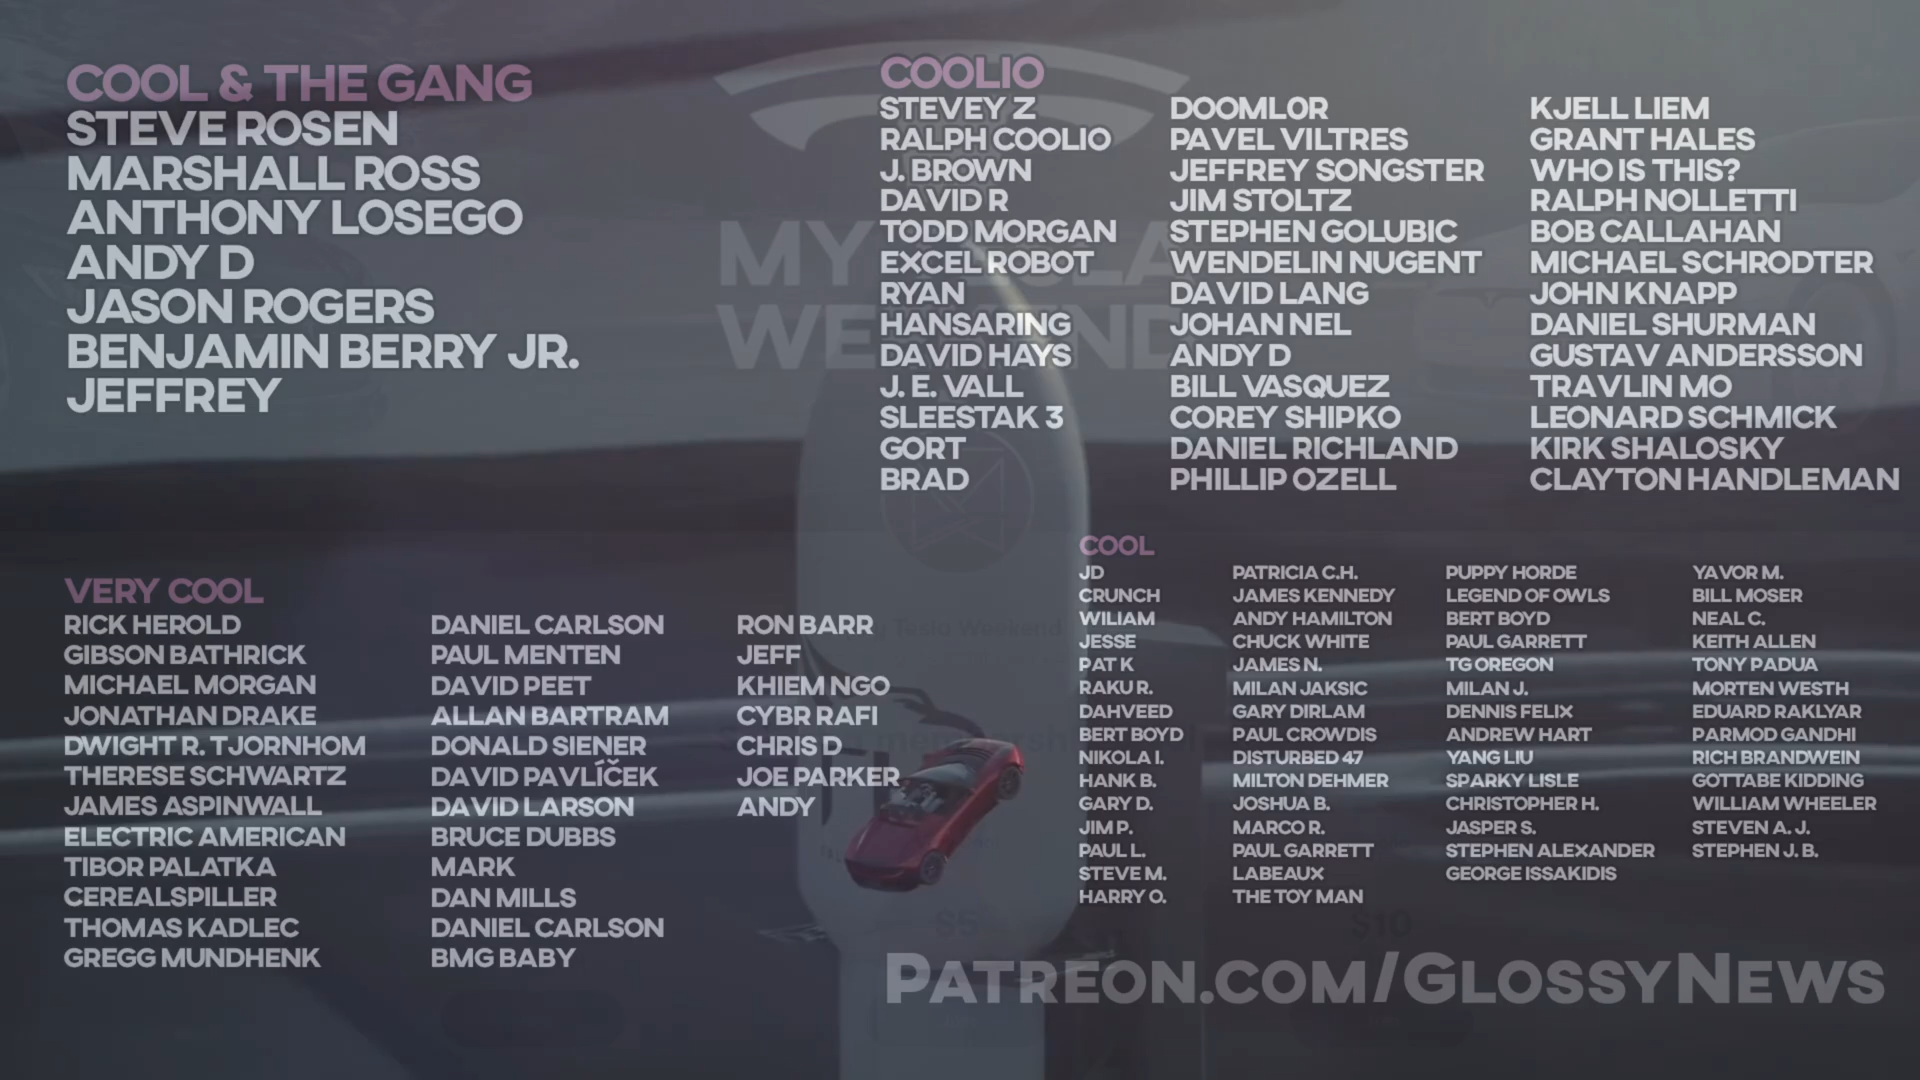 COOL & THE GANG
STEVE ROSEN
MARSHALL ROSS
ANTHONY LOSEGO
ANDY D
JASON ROGERS
BENJAMIN BERRY JR.
JEFFREY
COOLIO
STEVEY Z
RALPH COOLIO
J. BROWN
DAVID R
TODD MORGAN
EXCEL ROBOT
RYAN
HANSARING
DAVID HAYS
J. E. VALL
SLEESTAK 3
GORT
BRAD
DOOML0R
PAVEL VILTRES
JEFFREY SONGSTER
JIM STOLTZ
STEPHEN GOLUBIC
WENDELIN NUGENT
DAVID LANG
JOHAN NEL
ANDY D
BILL VASQUEZ
COREY SHIPKO
DANIEL RICHLAND
PHILLIP OZELL
KJELL LIEM
GRANT HALES
WHO IS THIS?
RALPH NOLLETTI
BOB CALLAHAN
MICHAEL SCHRODTER
JOHN KNAPP
DANIEL SHURMAN
GUSTAV ANDERSSON
TRAVLIN MO
LEONARD SCHMICK
KIRK SHALOSKY
CLAYTON HANDLEMAN
MY
VERY COOL
RICK HEROLD
GIBSON BATHRICK
MICHAEL MORGAN
JONATHAN DRAKE
DWIGHT R. TJORNHOM
THERESE SCHWARTZ
JAMES ASPINWALL
ELECTRIC AMERICAN
TIBOR PALATKA
CEREALSPILLER
THOMAS KADLEC
GREGG MUNDHENK
DANIEL CARLSON
PAUL MENTEN
DAVID PEET
ALLAN BARTRAM
DONALD SIENER
DAVID PAVLÍČEK
DAVID LARSON
BRUCE DUBBS
MARK
DAN MILLS
DANIEL CARLSON
BMG BABY
RON BARR
JEFF
KHIEM NGO
CYBR RAFI
CHRIS D
JOE PARKER
ANDY
Tesla Weekend
COOL
JD
CRUNCH
WILIAM
JESSE
PAT K
RAKU R.
DAHVEED
BERT BOYD
NIKOLA I.
HANK B.
GARY D.
JIM P.
PAUL L.
STEVE M.
HARRY O.
PATRICIA C.H.
JAMES KENNEDY
ANDY HAMILTON
CHUCK WHITE
JAMES N.
MILAN JAKSIC
GARY DIRLAM
PAUL CROWDIS
DISTURBED 47
MILTON DEHMER
JOSHUA B.
MARCO R.
PAUL GARRETT
LABEAUX
THE TOY MAN
PUPPY HORDE
LEGEND OF OWLS
BERT BOYD
PAUL GARRETT
TG OREGON
MILAN J.
DENNIS FELIX
ANDREW HART
YANG LIU
SPARKY LISLE
CHRISTOPHER H.
JASPER S.
STEPHEN ALEXANDER
GEORGE ISSAKIDIS
YAVOR M.
BILL MOSER
NEAL C.
KEITH ALLEN
TONY PADUA
MORTEN WESTH
EDUARD RAKLYAR
PARMOD GANDHI
RICH BRANDWEIN
GOTTABE KIDDING
WILLIAM WHEELER
STEVEN A. J.
STEPHEN J. B.
$5
$10
PATREON.COM/GLOSSYNEWS